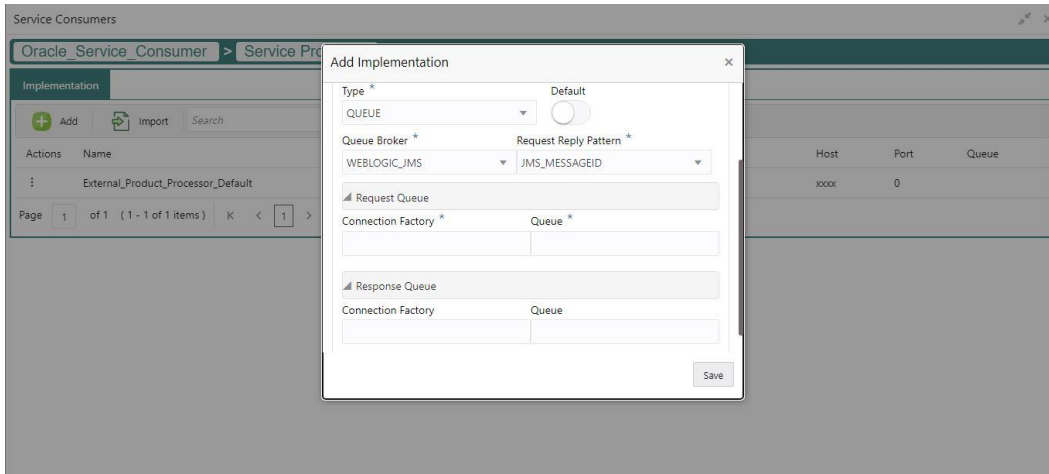 Service Consumers
Oracle_Service_Consumer > Service Pro
Implementation
Add Import Search
Actions Name Host Port Queue
External_Product_Processor_Default xxxx 0
Page 1 of 1 (1 - 1 of 1 items) K < 1 >
Add Implementation ×
Type * Default
QUEUE
Queue Broker * Request Reply Pattern *
WEBLOGIC_JMS JMS_MESSAGEID
Request Queue
Connection Factory * Queue *
Response Queue
Connection Factory Queue
Save